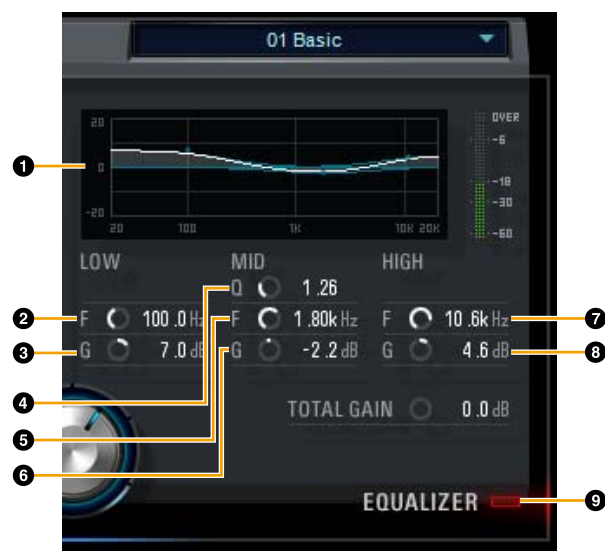 01 Basic
20
0
-20
20 100 1K 10K 20K
OVER
-6
-18
-30
-60
1
LOW MID HIGH
4 Q 1.26
2 F 100.0 Hz 5 F 1.80k Hz F 10.6k Hz 7
3 G 7.0 dB 6 G -2.2 dB G 4.6 dB 8
TOTAL GAIN 0.0 dB
EQUALIZER 9